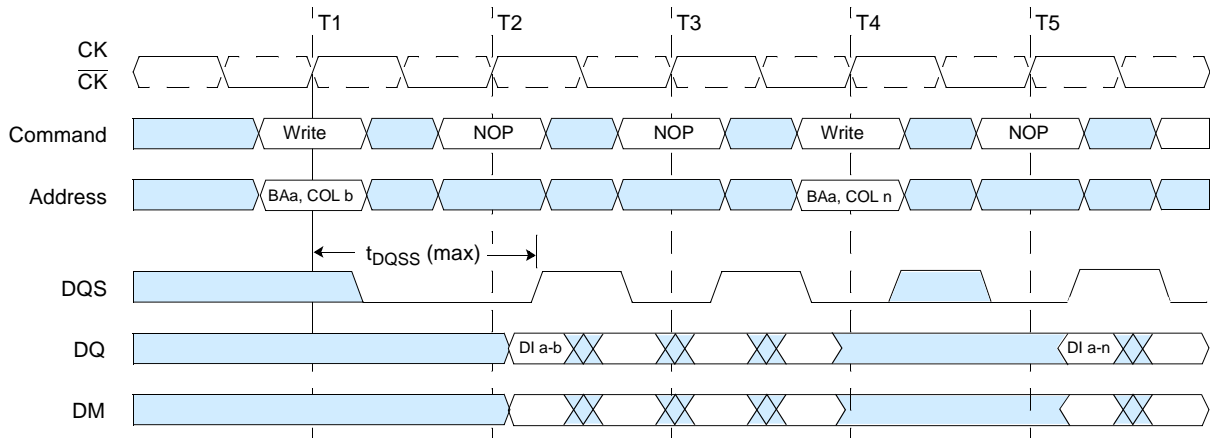 T1 T2 T3 T4 T5
CK
CK
Command Write NOP NOP Write NOP
Address BAa, COL b BAa, COL n
tDQSS (max)
DQS
DQ DI a-b DI a-n
DM